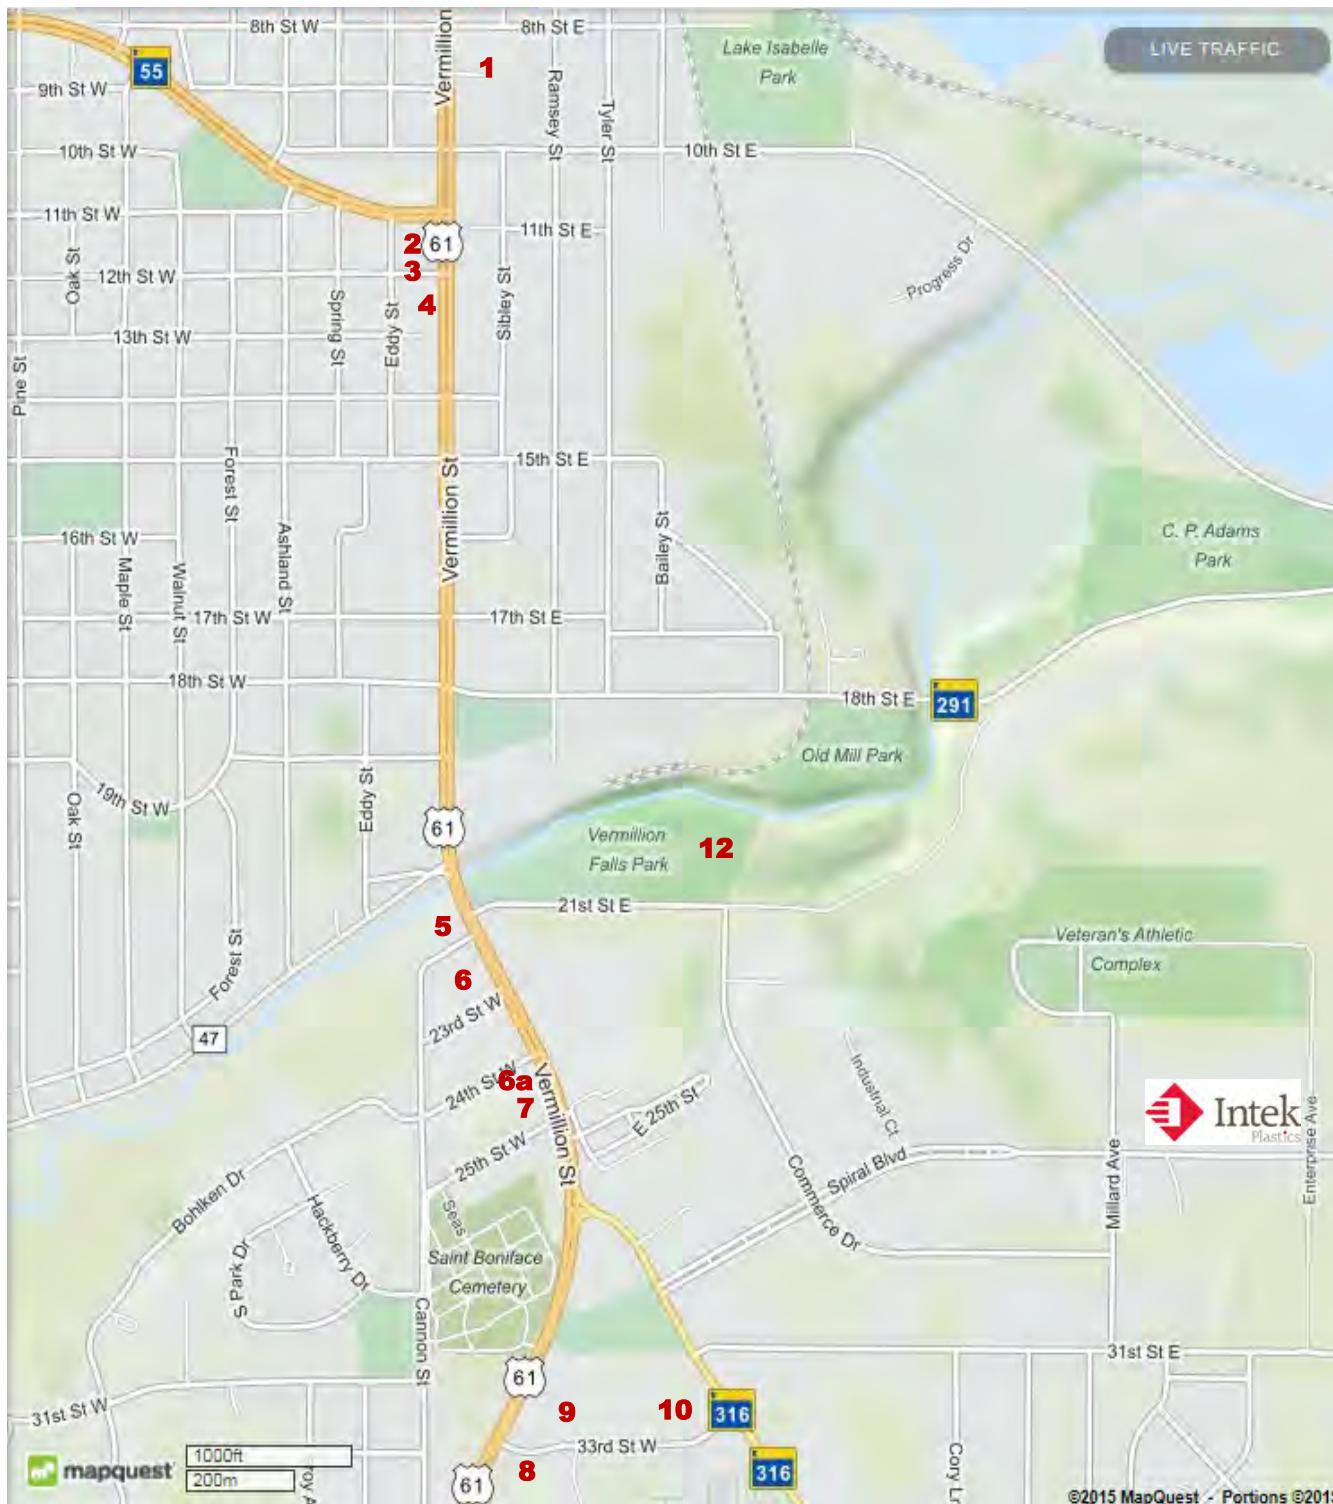 8th St W
8th St E
Vermillion
Lake Isabelle
Park
LIVE TRAFFIC
55
1
9th St W
Ramsey St
Tyler St
10th St W
10th St E
11th St W
11th St E
2
61
3
12th St W
4
Oak St
Progress Dr
Spring St
Eddy St
Sibley St
13th St W
Pine St
Forest St
Vermillion St
15th St E
16th St W
Ashland St
Bailey St
C. P. Adams
Park
Maple St
Walnut St
17th St W
17th St E
18th St W
18th St E
291
Old Mill Park
19th St W
Oak St
Eddy St
61
Vermillion
Falls Park
12
21st St E
5
Forest St
6
Veteran's Athletic
Complex
23rd St W
47
24th St W
6a
7
Vermillion St
E 25th St
Industrial Ct
Intek
Plastics
25th St W
Commerce Dr
Spiral Blvd
Millard Ave
Enterprise Ave
Bohlken Dr
Hackberry Dr
Seas
S Park Dr
Saint Boniface
Cemetery
Cannon St
31st St E
61
31st St W
9
10
316
33rd St W
8
316
61
Cory Ln
mapquest
1000ft
200m
roy A
©2015 MapQuest - Portions ©2015